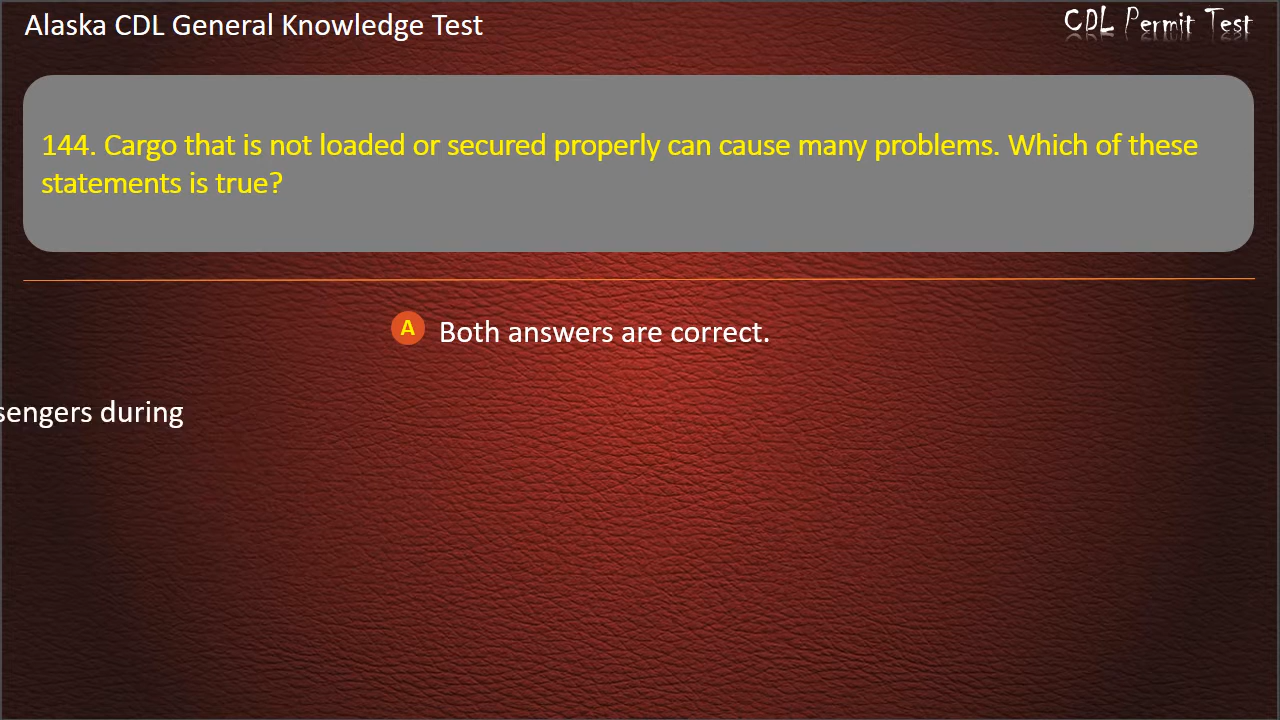 Alaska CDL General Knowledge Test
CDL Permit Test
144. Cargo that is not loaded or secured properly can cause many problems. Which of these
statements is true?
A Both answers are correct.
sengers during